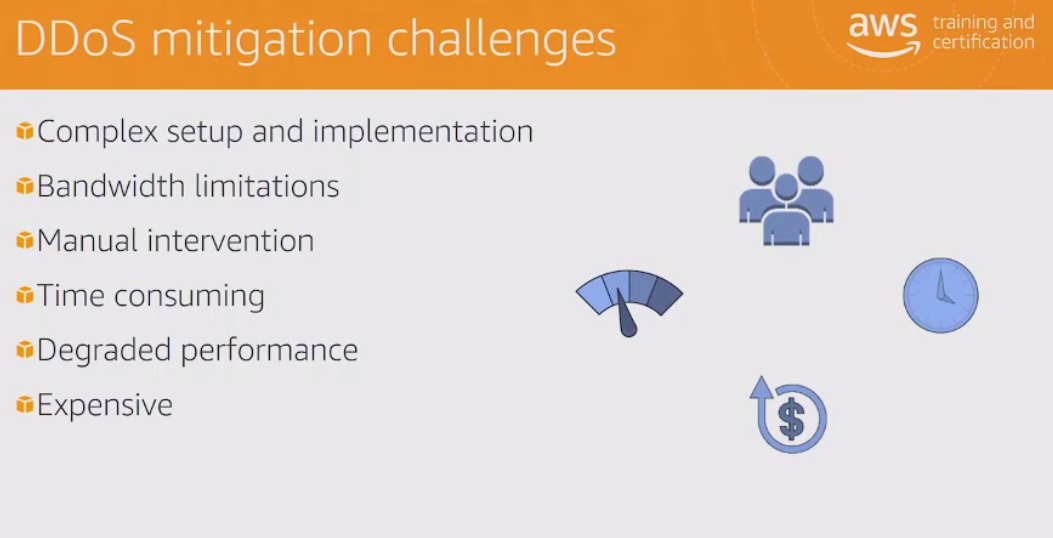 DDoS mitigation challenges
aws training and
certification
Complex setup and implementation
Bandwidth limitations
Manual intervention
Time consuming
Degraded performance
Expensive
$